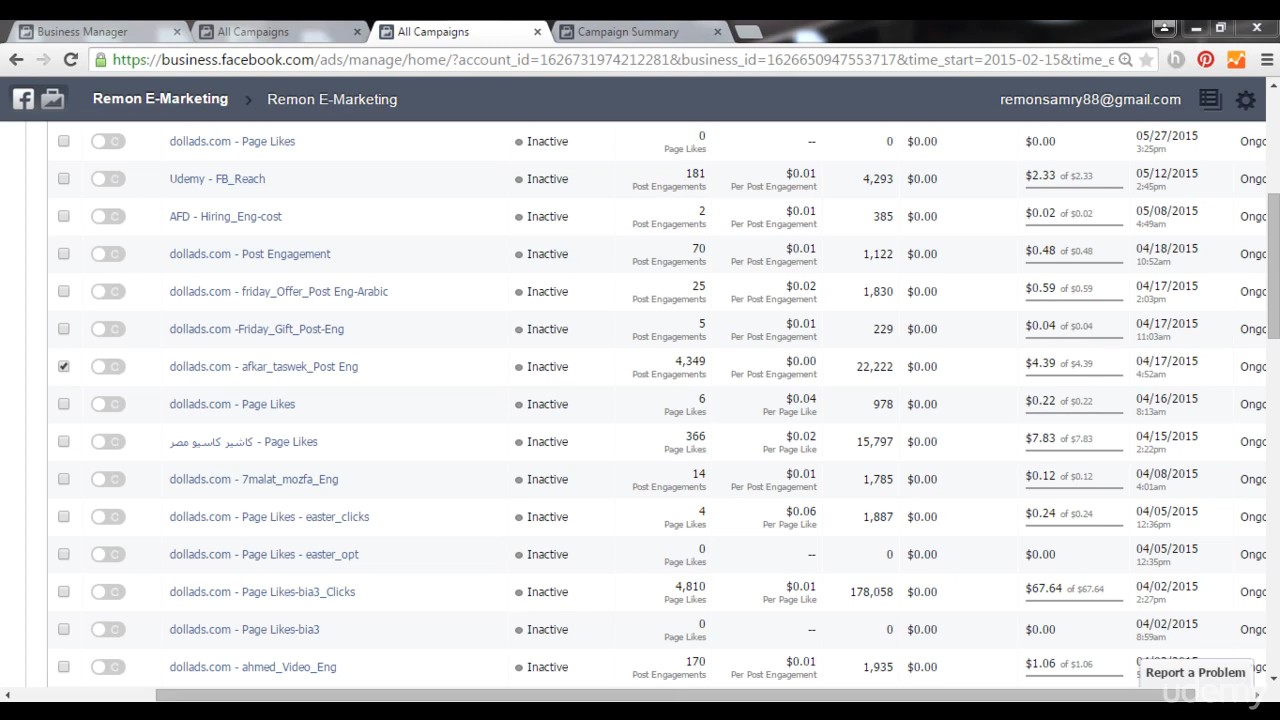 Business Manager
All Campaigns
All Campaigns
Campaign Summary
https://business.facebook.com/ads/manage/home/?account_id=1626731974212281&business_id=1626650947553717&time_start=2015-02-15&time_e
Remon E-Marketing
Remon E-Marketing
remonsamry88@gmail.com
dollads.com - Page Likes Inactive 0 -- 0 $0.00 $0.00 05/27/2015 Ongo
Page Likes 3:25pm
Udemy - FB_Reach Inactive 181 $0.01 4,293 $0.00 $2.33 of $2.33 05/12/2015 Ongo
Post Engagements Per Post Engagement 2:45pm
AFD - Hiring_Eng-cost Inactive 2 $0.01 385 $0.00 $0.02 of $0.02 05/08/2015 Ongo
Post Engagements Per Post Engagement 4:49am
dollads.com - Post Engagement Inactive 70 $0.01 1,122 $0.00 $0.48 of $0.48 04/18/2015 Ongo
Post Engagements Per Post Engagement 10:52am
dollads.com - friday_Offer_Post Eng-Arabic Inactive 25 $0.02 1,830 $0.00 $0.59 of $0.59 04/17/2015 Ongo
Post Engagements Per Post Engagement 2:03pm
dollads.com -Friday_Gift_Post-Eng Inactive 5 $0.01 229 $0.00 $0.04 of $0.04 04/17/2015 Ongo
Post Engagements Per Post Engagement 11:03am
dollads.com - afkar_taswek_Post Eng Inactive 4,349 $0.00 22,222 $0.00 $4.39 of $4.39 04/17/2015 Ongo
Post Engagements Per Post Engagement 4:52am
dollads.com - Page Likes Inactive 6 $0.04 978 $0.00 $0.22 of $0.22 04/16/2015 Ongo
Page Likes Per Page Like 8:13am
كاشير كاسيو مصر - Page Likes Inactive 366 $0.02 15,797 $0.00 $7.83 of $7.83 04/15/2015 Ongo
Page Likes Per Page Like 2:22pm
dollads.com - 7malat_mozfa_Eng Inactive 14 $0.01 1,785 $0.00 $0.12 of $0.12 04/08/2015 Ongo
Post Engagements Per Post Engagement 4:01am
dollads.com - Page Likes - easter_clicks Inactive 4 $0.06 1,887 $0.00 $0.24 of $0.24 04/05/2015 Ongo
Page Likes Per Page Like 12:36pm
dollads.com - Page Likes - easter_opt Inactive 0 -- 0 $0.00 $0.00 04/05/2015 Ongo
Page Likes 12:35pm
dollads.com - Page Likes-bia3_Clicks Inactive 4,810 $0.01 178,058 $0.00 $67.64 of $67.64 04/02/2015 Ongo
Page Likes Per Page Like 2:27pm
dollads.com - Page Likes-bia3 Inactive 0 -- 0 $0.00 $0.00 04/02/2015 Ongo
Page Likes 8:59am
dollads.com - ahmed_Video_Eng Inactive 170 $0.01 1,935 $0.00 $1.06 of $1.06
Post Engagements Per Post Engagement
Report a Problem
udemy